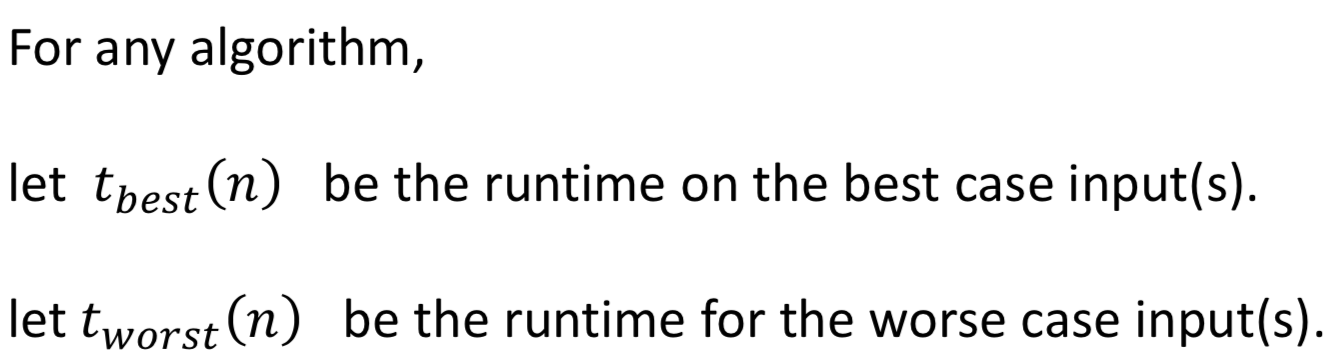 For any algorithm,
let t_best(n) be the runtime on the best case input(s).
let t_worst(n) be the runtime for the worse case input(s).